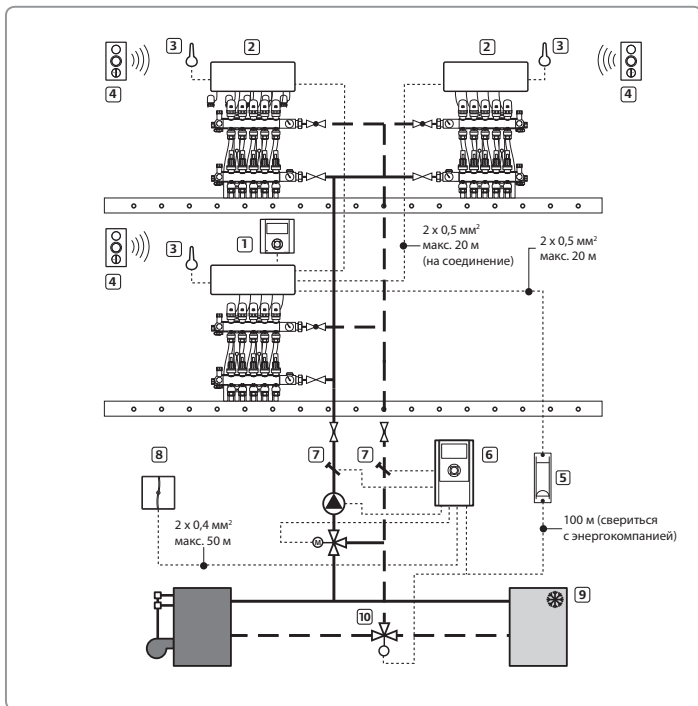 3
2
2
3
4
4
1
2 x 0,5 мм²
макс. 20 м
(на соединение)
2 x 0,5 мм²
макс. 20 м
3
4
8
7
7
6
5
2 x 0,4 мм²
макс. 50 м
M
100 м (свериться
с энергокомпанией)
10
9